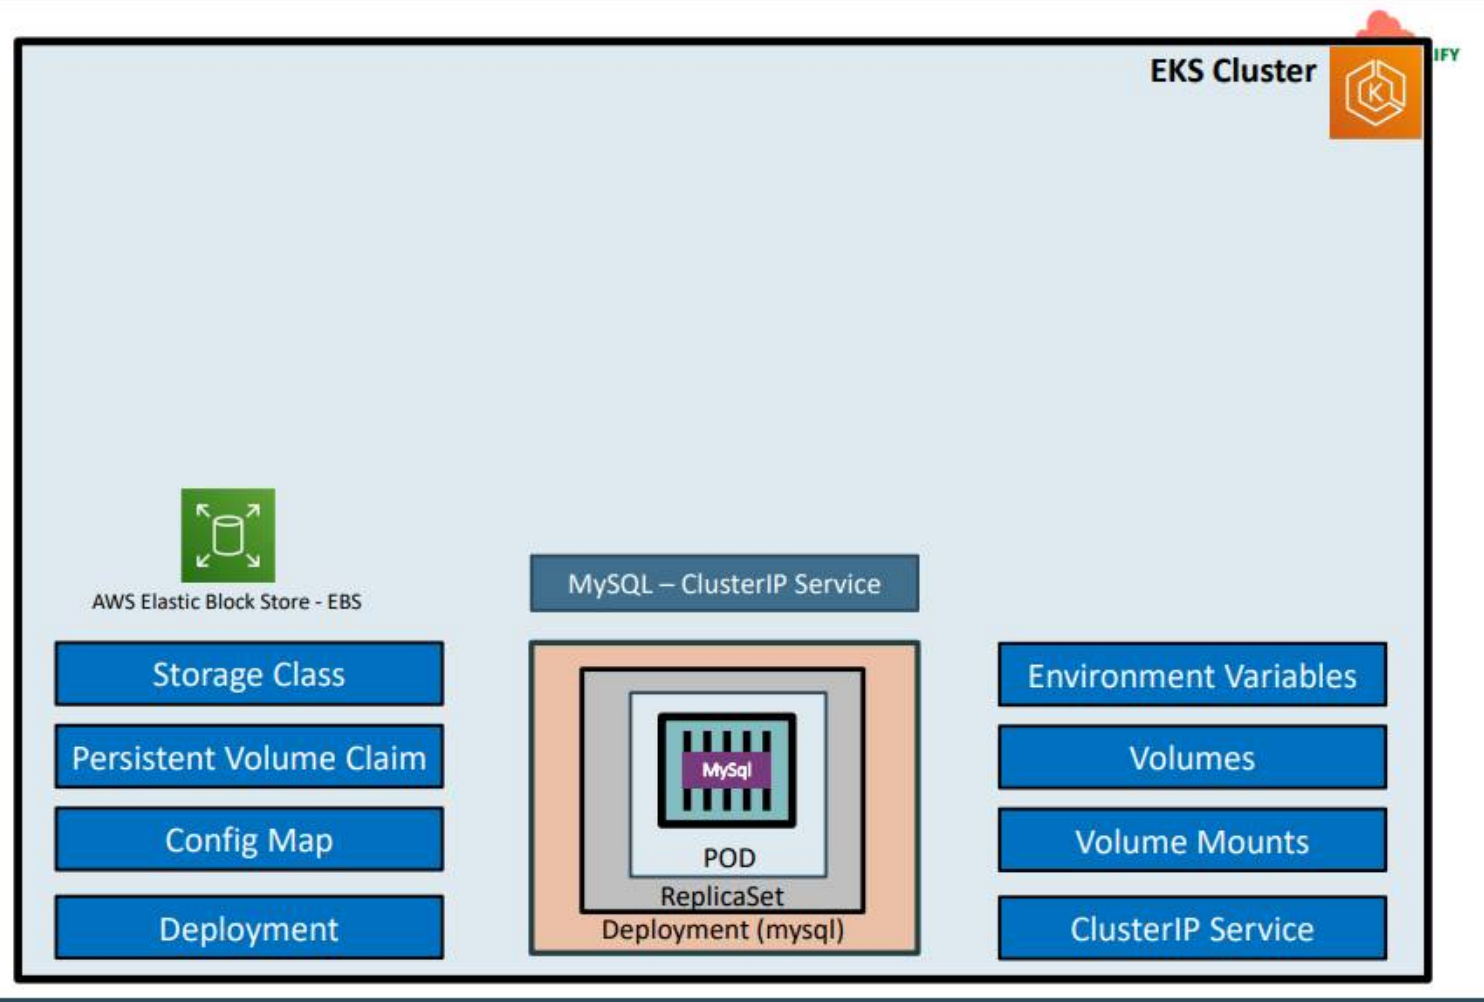 EKS Cluster
IFY
AWS Elastic Block Store - EBS
MySQL – ClusterIP Service
Storage Class
Persistent Volume Claim
Config Map
Deployment
MySql
POD
ReplicaSet
Deployment (mysql)
Environment Variables
Volumes
Volume Mounts
ClusterIP Service